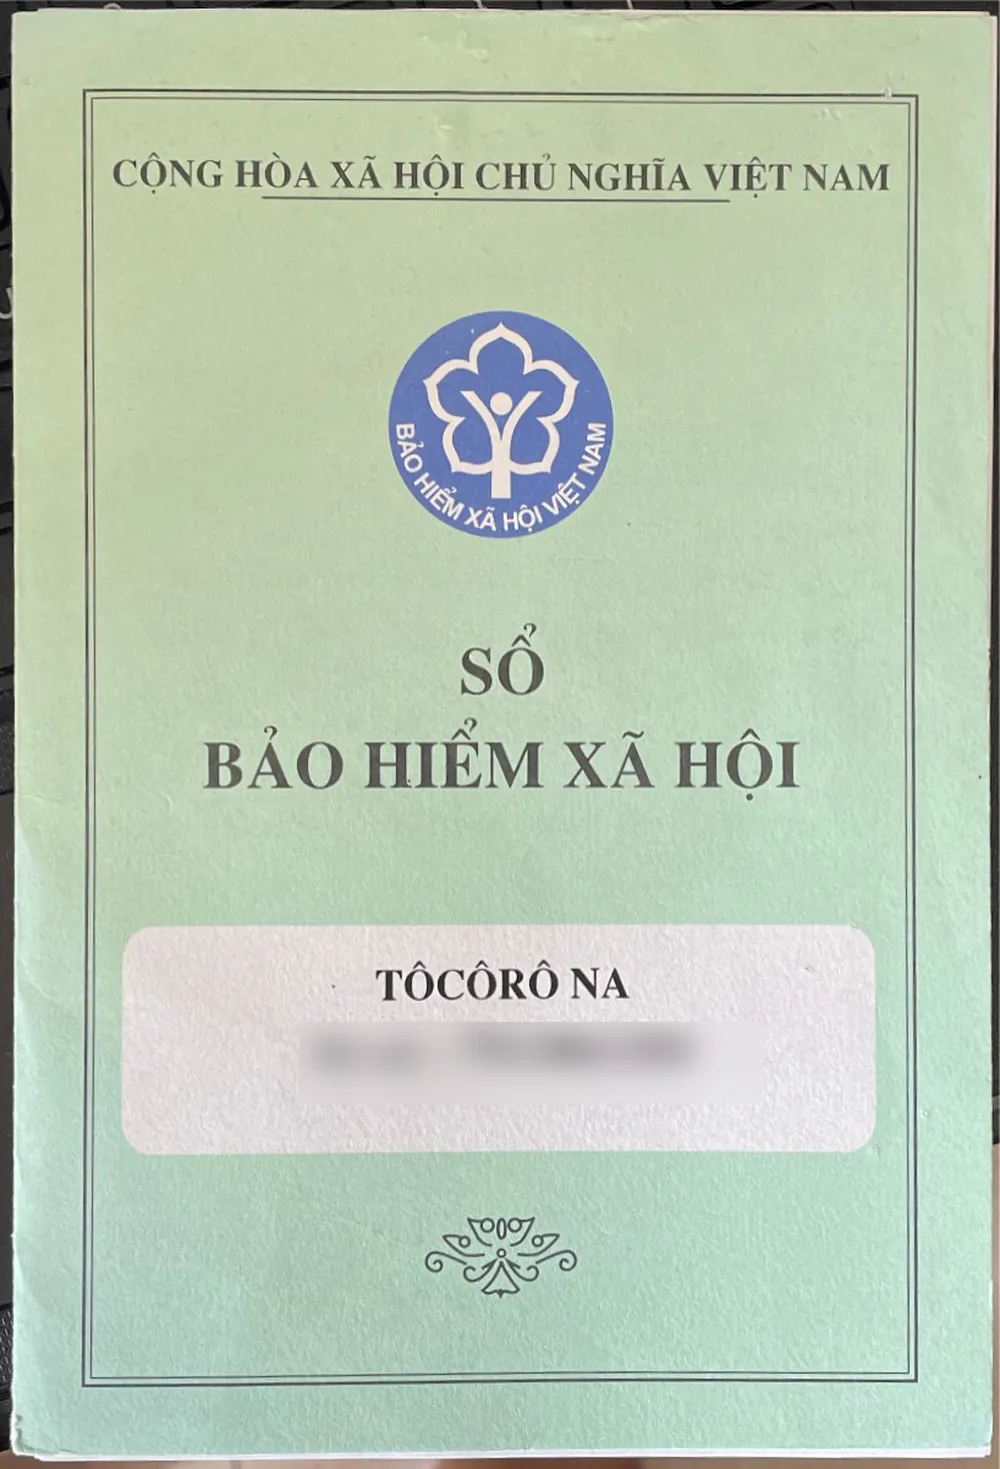 CỘNG HÒA XÃ HỘI CHỦ NGHĨA VIỆT NAM
BẢO HIỂM XÃ HỘI VIỆT NAM
SỔ
BẢO HIỂM XÃ HỘI
TÔCÔRÔ NA